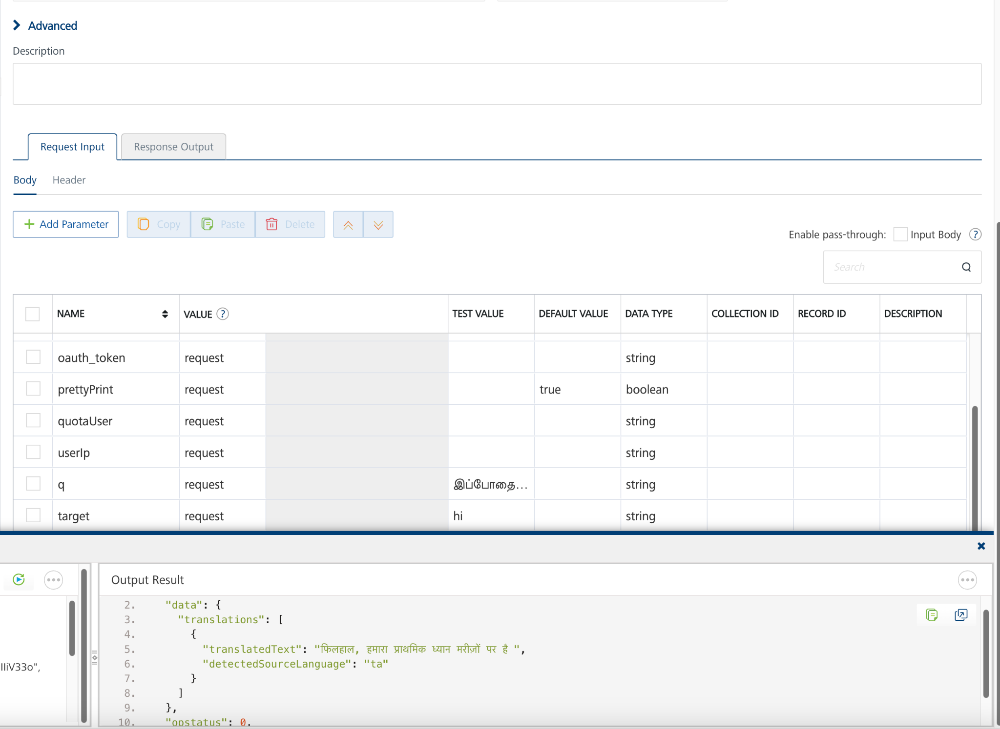 Advanced
Description
Request Input Response Output
Body Header
Add Parameter Copy Paste Delete
Enable pass-through: Input Body ?
Search
NAME VALUE ? TEST VALUE DEFAULT VALUE DATA TYPE COLLECTION ID RECORD ID DESCRIPTION
oauth_token request string
prettyPrint request true boolean
quotaUser request string
userIp request string
q request இப்போதை... string
target request hi string
Output Result
2. "data": {
3. "translations": [
4. {
5. "translatedText": "फिलहाल, हमारा प्राथमिक ध्यान मरीज़ों पर है ",
6. "detectedSourceLanguage": "ta"
7. }
8. ]
9. },
10. "opstatus": 0,
IIiV33o",